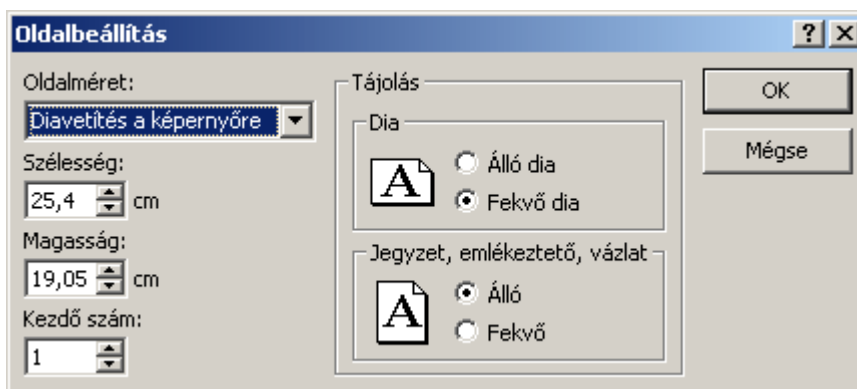 Oldalbeállítás
Oldalméret:
Diavetítés a képernyőre
Szélesség:
25,4 cm
Magasság:
19,05 cm
Kezdő szám:
1
Tájolás
Dia
A
Álló dia
Fekvő dia
Jegyzet, emlékeztető, vázlat
A
Álló
Fekvő
OK
Mégse